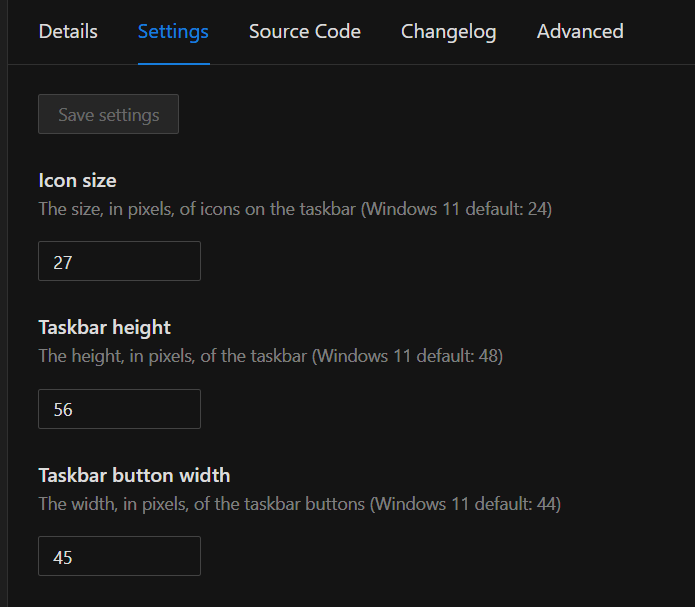 Details Settings Source Code Changelog Advanced
Save settings
Icon size
The size, in pixels, of icons on the taskbar (Windows 11 default: 24)
27
Taskbar height
The height, in pixels, of the taskbar (Windows 11 default: 48)
56
Taskbar button width
The width, in pixels, of the taskbar buttons (Windows 11 default: 44)
45